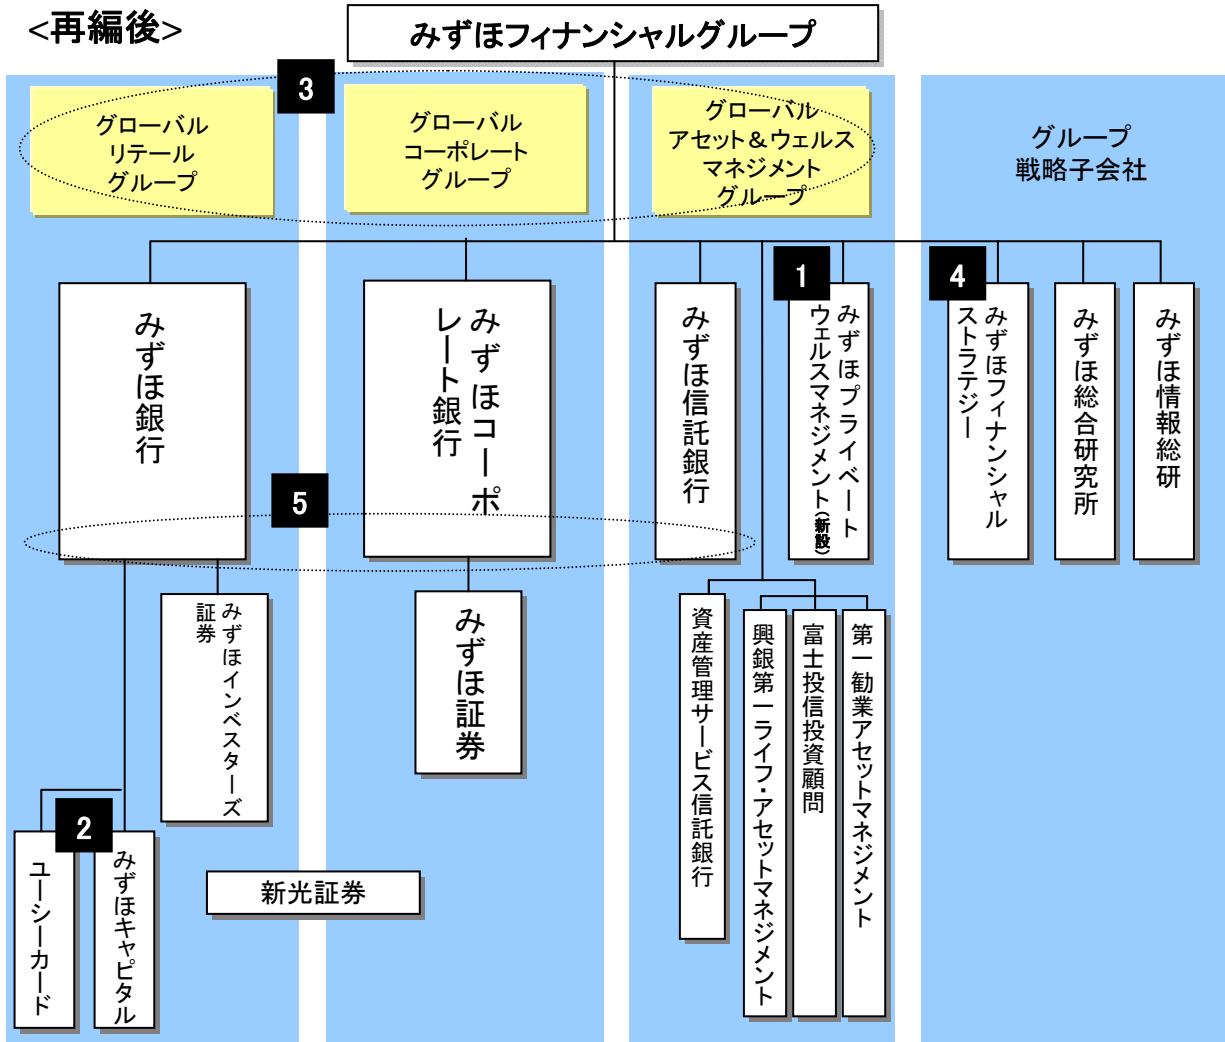 <再編後>
みずほフィナンシャルグループ
3
グローバル
リテール
グループ
グローバル
コーポレート
グループ
グローバル
アセット＆ウェルス
マネジメント
グループ
グループ
戦略子会社
みずほ銀行
みずほコーポ
レート銀行
みずほ信託銀行
1
みずほプライベート
ウェルスマネジメント（新設）
4
みずほフィナンシャル
ストラテジー
みずほ総合研究所
みずほ情報総研
5
みずほインベスターズ
証券
みずほ証券
資産管理サービス信託銀行
興銀第一ライフ・アセットマネジメント
富士投信投資顧問
第一勧業アセットマネジメント
2
ユーシーカード
みずほキャピタル
新光証券